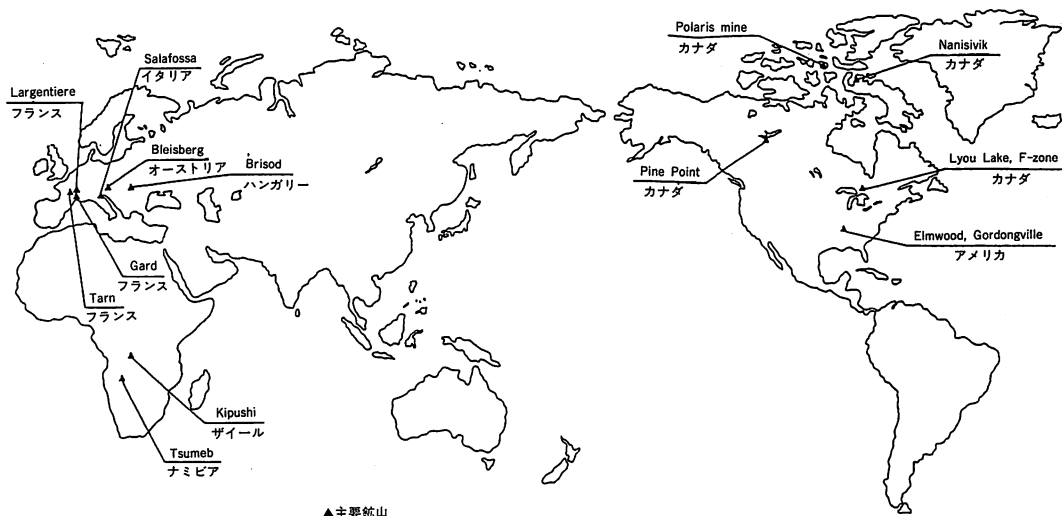 Polaris mine
カナダ
Nanisivik
カナダ
Salafossa
イタリア
Largentiere
フランス
Bleisberg
オーストリア
Brisod
ハンガリー
Pine Point
カナダ
Lyou Lake, F-zone
カナダ
Elmwood, Gordongville
アメリカ
Gard
フランス
Tarn
フランス
Kipushi
ザイール
Tsumeb
ナミビア
▲主要鉱山